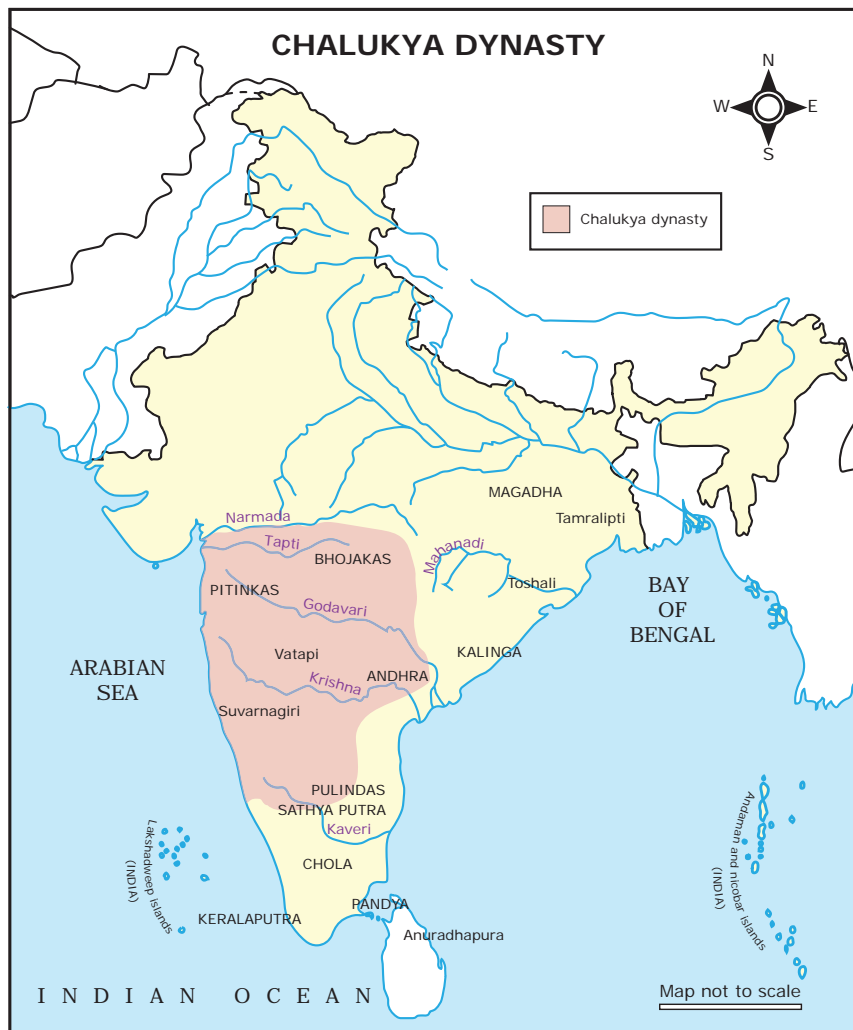 CHALUKYA DYNASTY
N
W
E
S
Chalukya dynasty
MAGADHA
Narmada
Tamralipti
Tapti
BHOJAKAS
Mahanadi
Toshali
PITINKAS
Godavari
BAY
OF
BENGAL
Vatapi
KALINGA
ARABIAN
SEA
Krishna
ANDHRA
Suvarnagiri
PULINDAS
SATHYA PUTRA
Kaveri
Lakshadweep islands
(INDIA)
Andaman and nicobar islands
(INDIA)
CHOLA
PANDYA
KERALAPUTRA
Anuradhapura
INDIAN OCEAN
Map not to scale